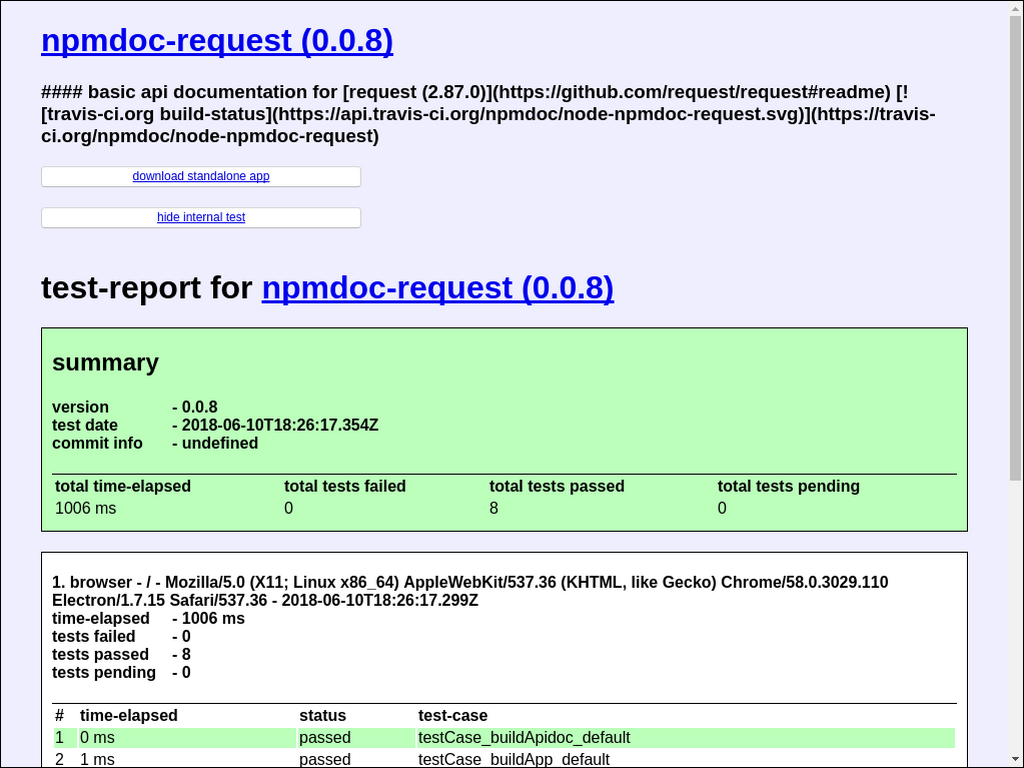 npmdoc-request (0.0.8)
#### basic api documentation for [request (2.87.0)](https://github.com/request/request#readme) [!
[travis-ci.org build-status](https://api.travis-ci.org/npmdoc/node-npmdoc-request.svg)](https://travis-
ci.org/npmdoc/node-npmdoc-request)
download standalone app
hide internal test
test-report for npmdoc-request (0.0.8)
summary
version - 0.0.8
test date - 2018-06-10T18:26:17.354Z
commit info - undefined
total time-elapsed total tests failed total tests passed total tests pending
1006 ms 0 8 0
1. browser - / - Mozilla/5.0 (X11; Linux x86_64) AppleWebKit/537.36 (KHTML, like Gecko) Chrome/58.0.3029.110
Electron/1.7.15 Safari/537.36 - 2018-06-10T18:26:17.299Z
time-elapsed - 1006 ms
tests failed - 0
tests passed - 8
tests pending - 0
# time-elapsed status test-case
1 0 ms passed testCase_buildApidoc_default
2 1 ms passed testCase_buildApp_default